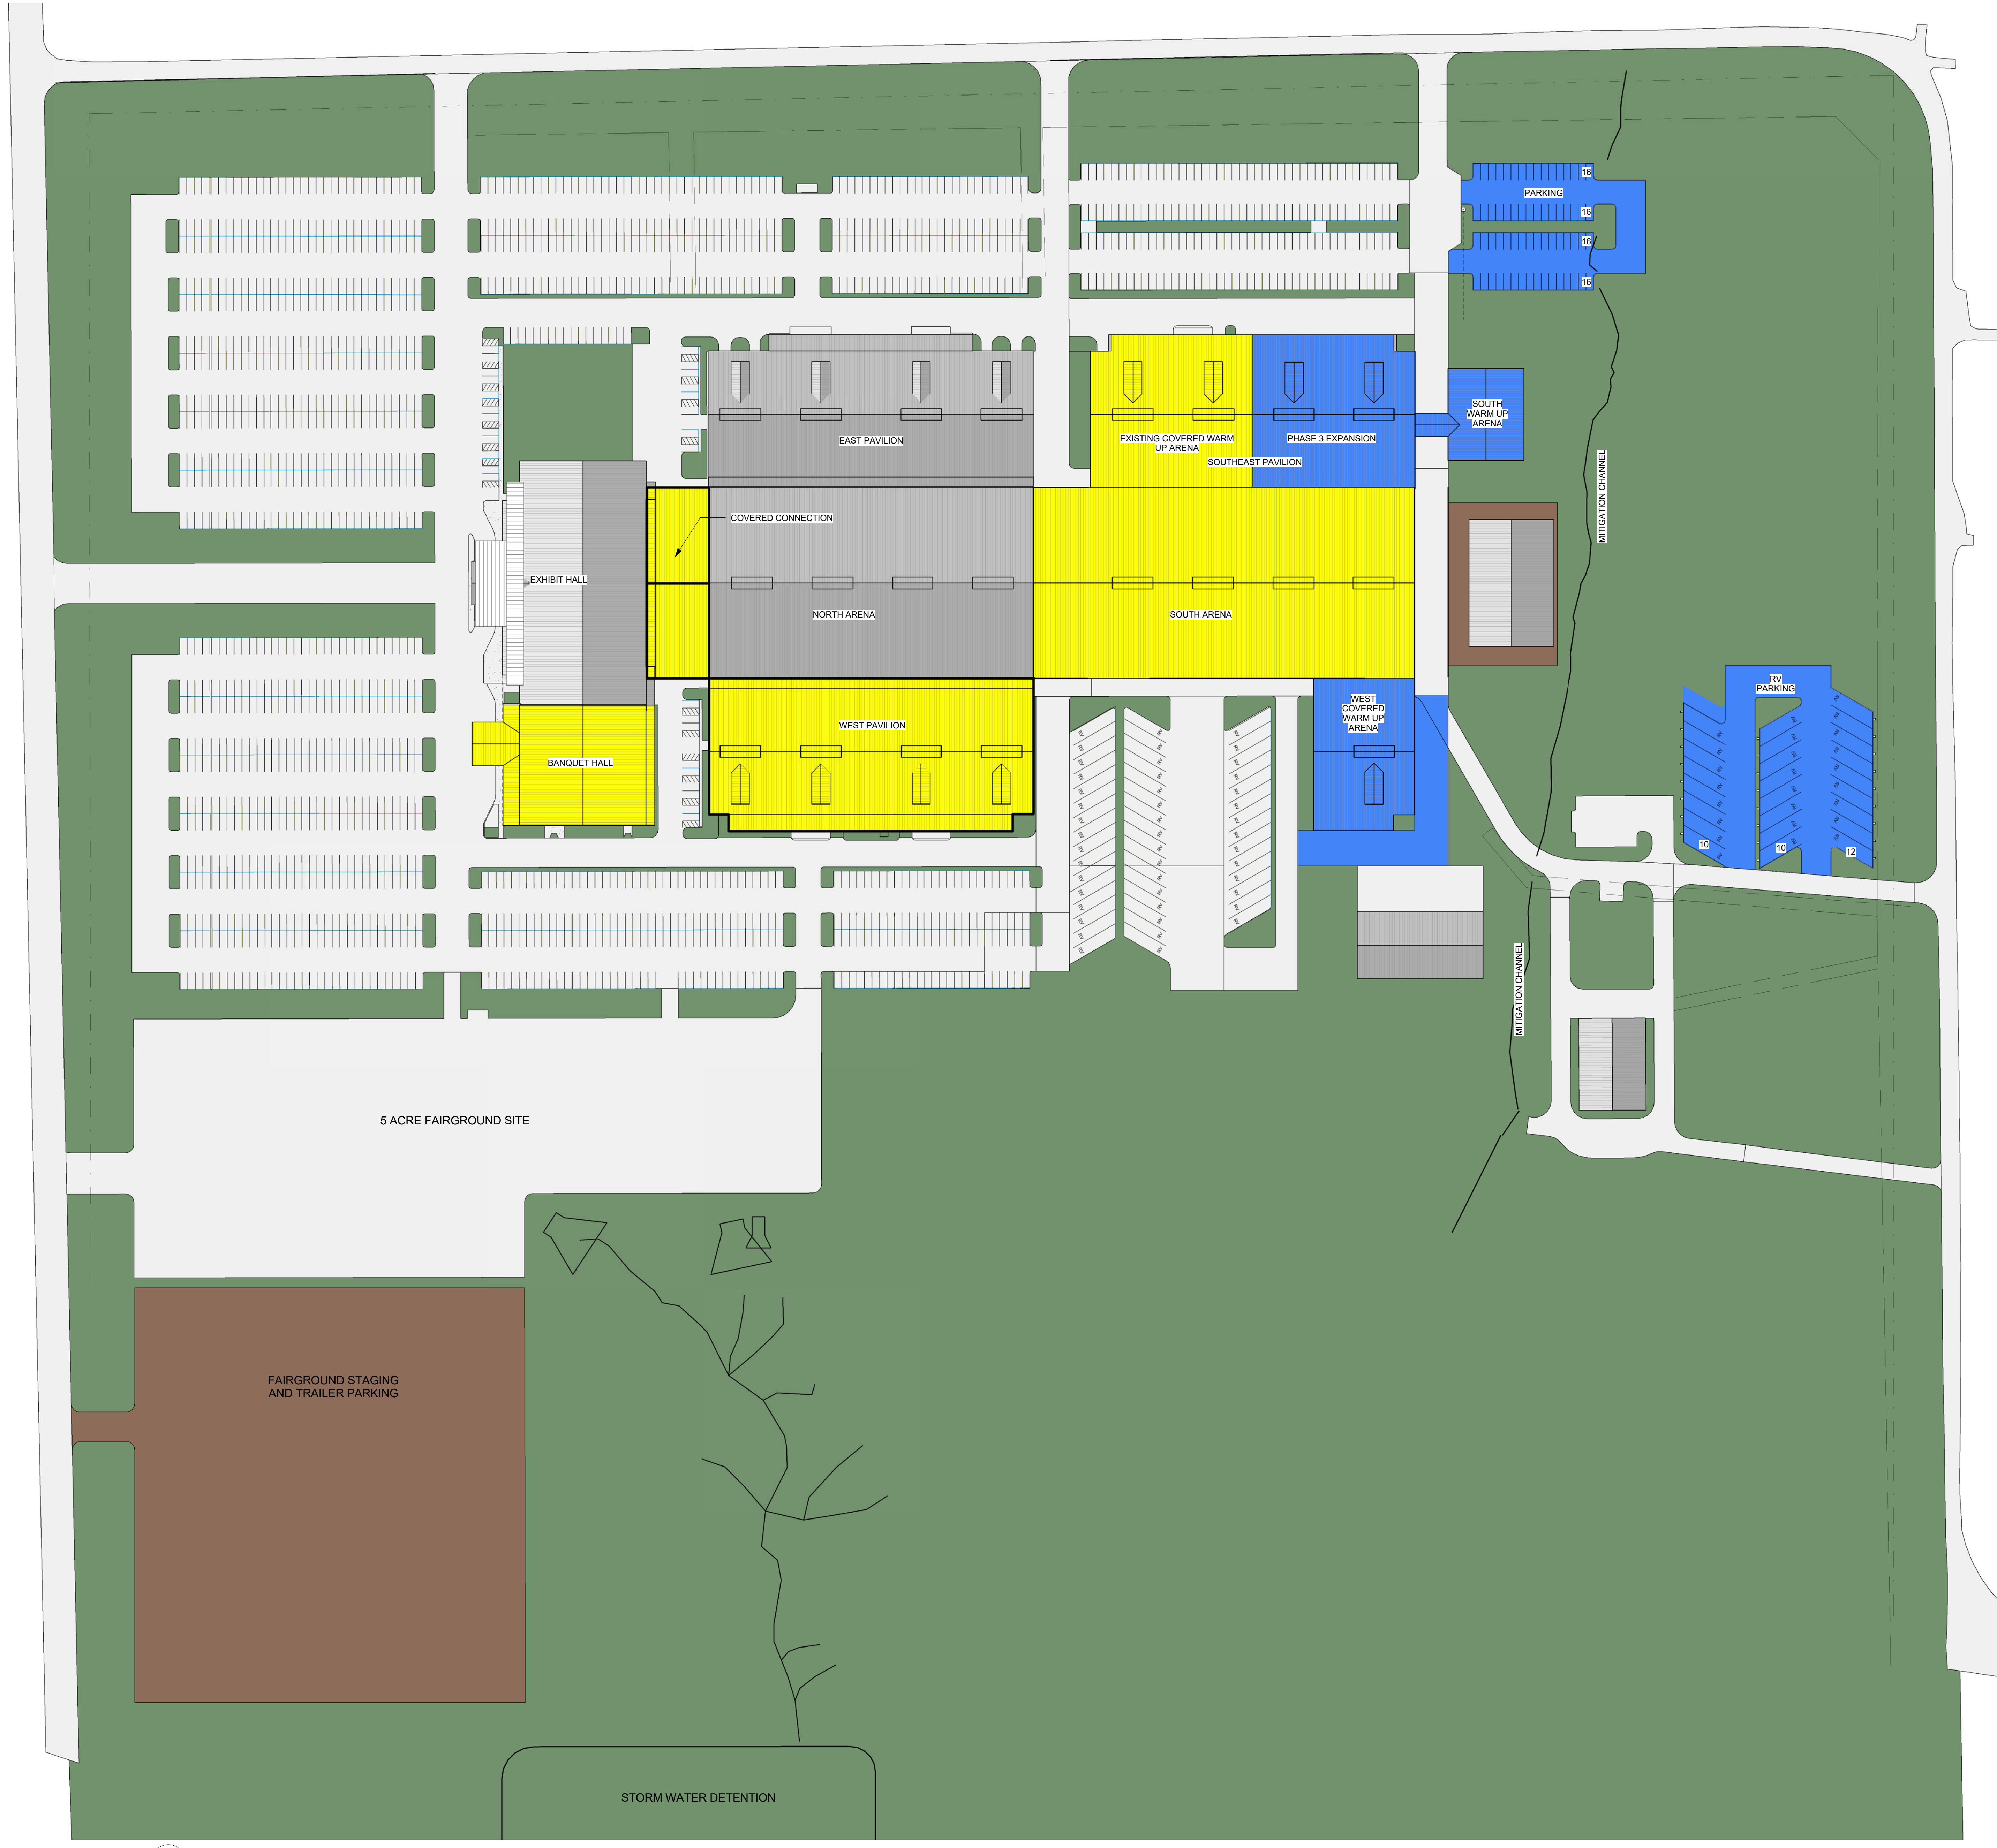 16
PARKING
16
16
16
SOUTH
WARM UP
ARENA
EAST PAVILION
EXISTING COVERED WARM
UP ARENA
PHASE 3 EXPANSION
SOUTHEAST PAVILION
MITIGATION CHANNEL
COVERED CONNECTION
EXHIBIT HALL
NORTH ARENA
SOUTH ARENA
RV
PARKING
WEST
COVERED
WARM UP
ARENA
WEST PAVILION
BANQUET HALL
10
10
12
MITIGATION CHANNEL
5 ACRE FAIRGROUND SITE
FAIRGROUND STAGING
AND TRAILER PARKING
STORM WATER DETENTION